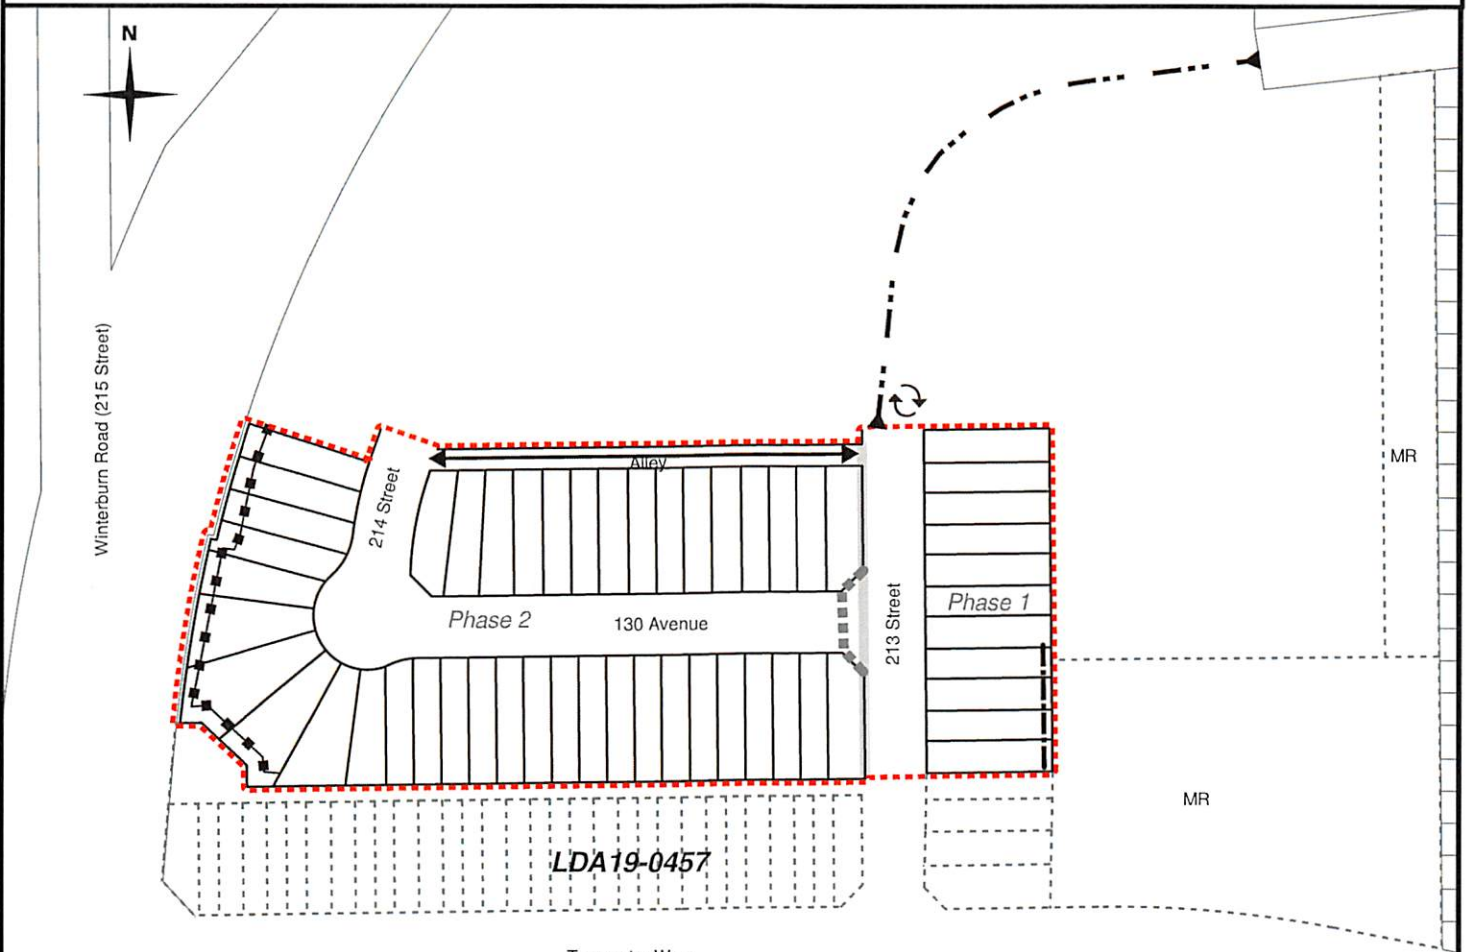 N
Winterburn Road (215 Street)
MR
Alley
214 Street
Phase 2
130 Avenue
213 Street
Phase 1
MR
LDA19-0457